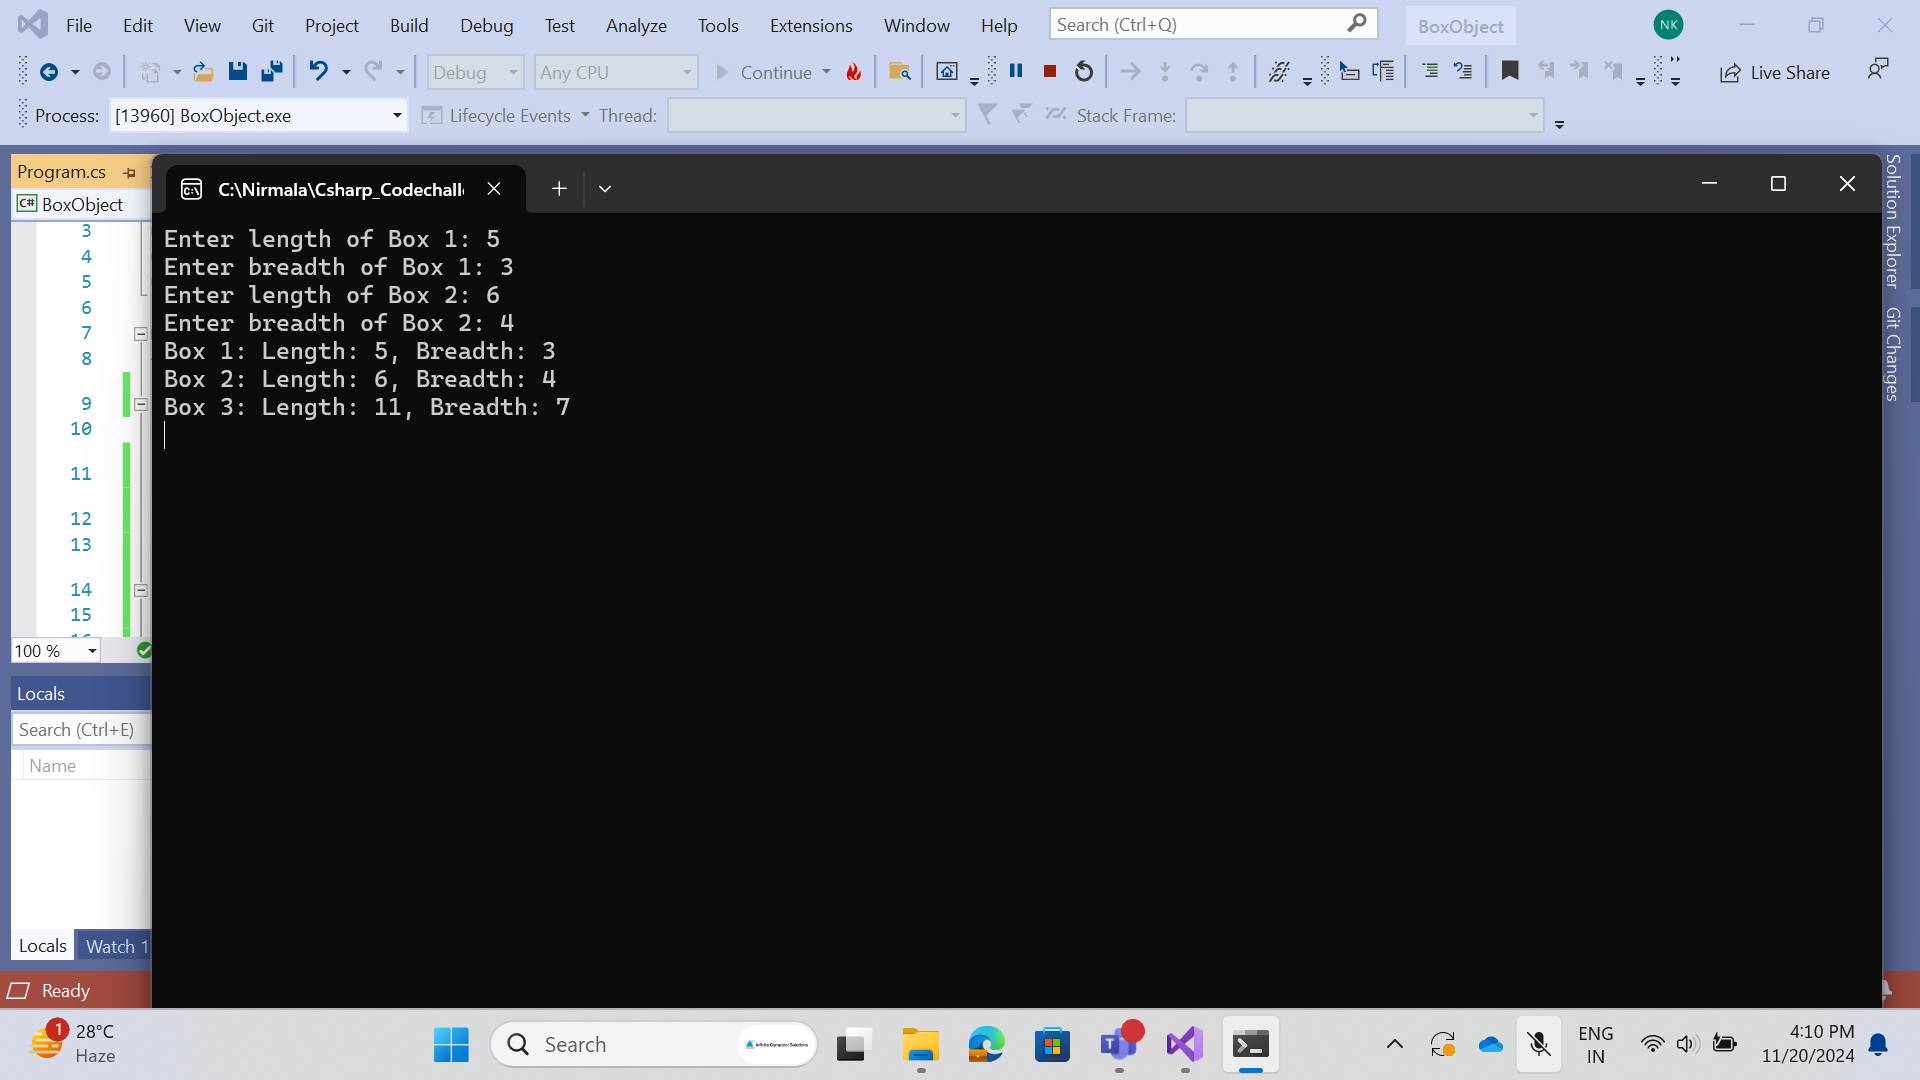 File Edit View Git Project Build Debug Test Analyze Tools Extensions Window Help Search (Ctrl+Q) BoxObject NK
Debug Any CPU Continue Live Share
Process: [13960] BoxObject.exe Lifecycle Events Thread: Stack Frame:
Program.cs
C# BoxObject
3
4
5
6
7
8
9
10
11
12
13
14
15
100 %
Locals
Search (Ctrl+E)
Name
Locals Watch 1
Ready
C:\Nirmala\Csharp_Codechall
Enter length of Box 1: 5
Enter breadth of Box 1: 3
Enter length of Box 2: 6
Enter breadth of Box 2: 4
Box 1: Length: 5, Breadth: 3
Box 2: Length: 6, Breadth: 4
Box 3: Length: 11, Breadth: 7
Solution Explorer
Git Changes
1
28°C
Haze
Search
Infinite Computer Solutions
ENG
IN
4:10 PM
11/20/2024